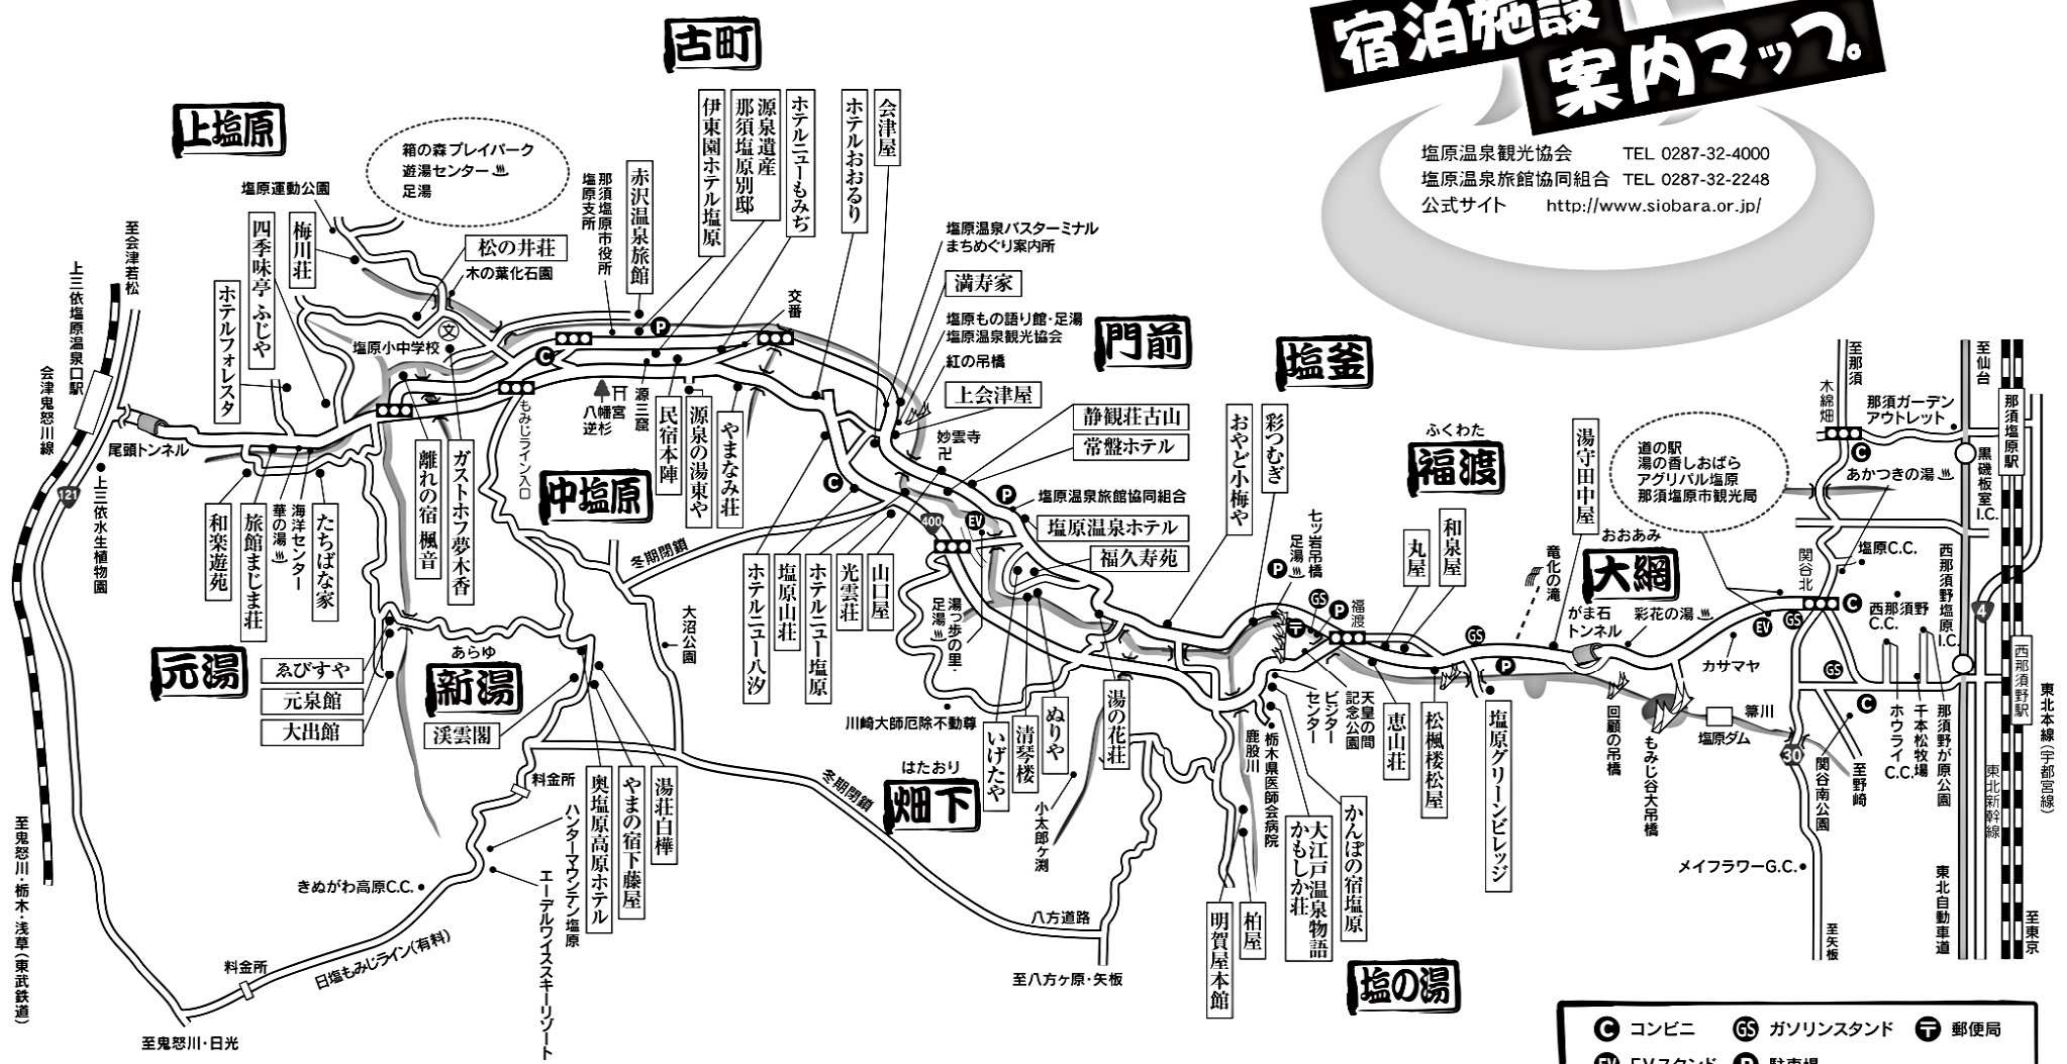 宿泊施設
案内マップ。
塩原温泉観光協会 TEL 0287-32-4000
塩原温泉旅館協同組合 TEL 0287-32-2248
公式サイト http://www.siobara.or.jp/
古町
上塩原
箱の森プレイパーク
遊湯センター
足湯
塩原運動公園
四季味亭 ふじや
梅川荘
ホテルフォレスタ
松の井荘
木の葉化石園
文
塩原小中学校
那須塩原市役所
塩原支所
赤沢温泉旅館
伊東園ホテル塩原
源泉遺産
那須塩原別邸
ホテルニューもみぢ
ホテルおおるり
会津屋
交番
塩原温泉バスターミナル
まちめぐり案内所
満寿家
塩原もの語り館・足湯
塩原温泉観光協会
紅の吊橋
上会津屋
門前
静観荘古山
常盤ホテル
妙雲寺
塩原温泉旅館協同組合
塩原温泉ホテル
福久寿苑
塩釜
おやど小梅や
彩つむぎ
七ツ岩吊橋
足湯
ふくわた
福渡
福渡
丸屋
和泉屋
湯守田中屋
竜化の滝
おおあみ
大網
がま石
トンネル
彩花の湯
道の駅
湯の香しおばら
アグリパル塩原
那須塩原市観光局
カサマヤ
関谷北
至那須
木綿畑
那須ガーデン
アウトレット
あかつきの湯
塩原C.C.
西那須野
C.C.
至仙台
黒磯板室I.C.
那須塩原駅
西那須野塩原I.C.
4
西那須野駅
東北本線(宇都宮線)
東北新幹線
東北自動車道
至東京
ホウライC.C.
千本松牧場
那須野が原公園
至野崎
関谷南公園
30
箒川
塩原ダム
もみじ谷大吊橋
回顧の吊橋
メイフラワーG.C.
至矢板
至会津若松
上三依塩原温泉口駅
会津鬼怒川線
尾頭トンネル
121
上三依水生植物園
和楽遊苑
旅館まじま荘
華の湯
海洋センター
たちばな家
離れの宿 楓音
ガストホフ夢木香
もみじライン入口
八幡宮
逆杉
源三窟
民宿本陣
源泉の湯東や
やまなみ荘
中塩原
冬期閉鎖
大沼公園
ホテルニュー八汐
塩原山荘
ホテルニュー塩原
光雲荘
山口屋
400
湯っ歩の里・
足湯
川崎大師厄除不動尊
元湯
ゑびすや
元泉館
大出館
あらゆ
新湯
渓雲閣
料金所
ハンターマウンテン塩原
エーデルワイススキーリゾート
奥塩原高原ホテル
やまの宿下藤屋
湯荘白樺
きぬがわ高原C.C.
日塩もみじライン(有料)
料金所
至鬼怒川・日光
至鬼怒川・栃木・浅草(東武鉄道)
冬期閉鎖
はたおり
畑下
いげたや
清琴楼
ぬりや
小太郎ヶ渕
湯の花荘
八方道路
至八方ヶ原・矢板
鹿股川
栃木県医師会病院
ビジター
センター
天皇の間
記念公園
恵山荘
松楓楼松屋
塩原グリーンビレッジ
明賀屋本館
柏屋
大江戸温泉物語
かもしか荘
かんぽの宿塩原
塩の湯
C コンビニ GS ガソリンスタンド 〒 郵便局
EV EVスタンド P 駐車場